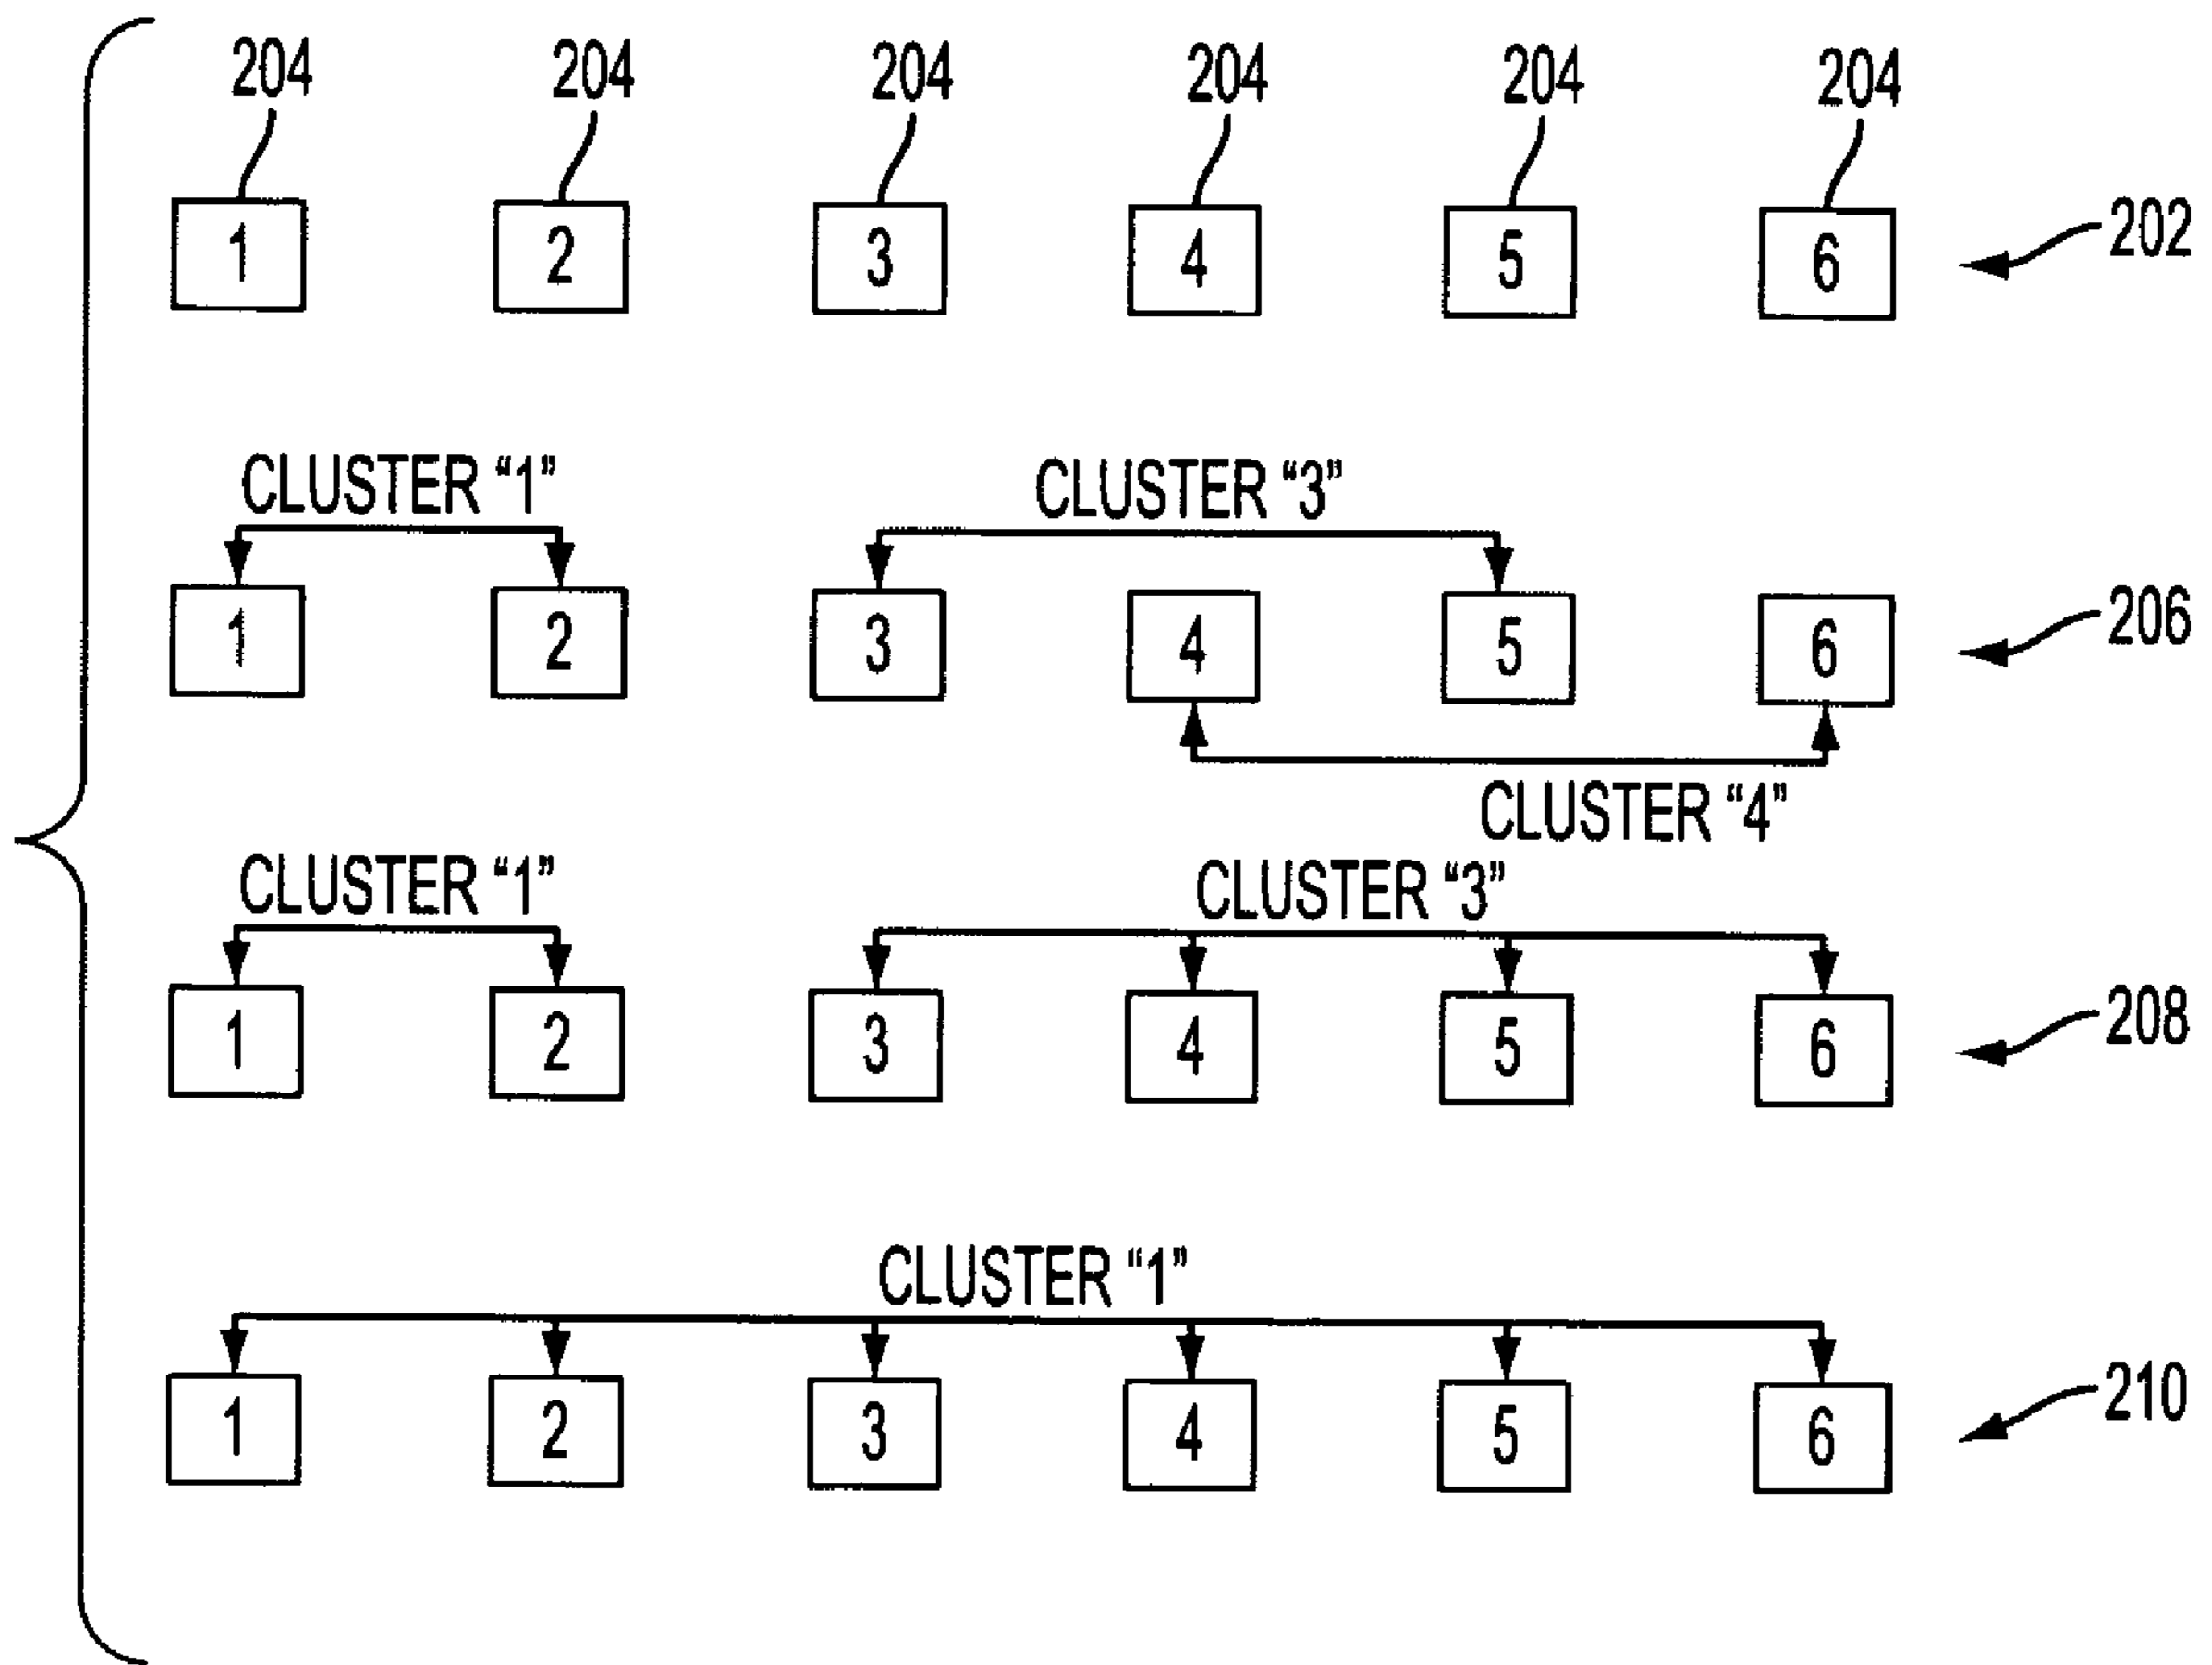 204 204 204 204 204 204
1 2 3 4 5 6 202
CLUSTER “1” CLUSTER “3”
1 2 3 4 5 6 206
CLUSTER “4”
CLUSTER “1” CLUSTER “3”
1 2 3 4 5 6 208
CLUSTER “1”
1 2 3 4 5 6 210